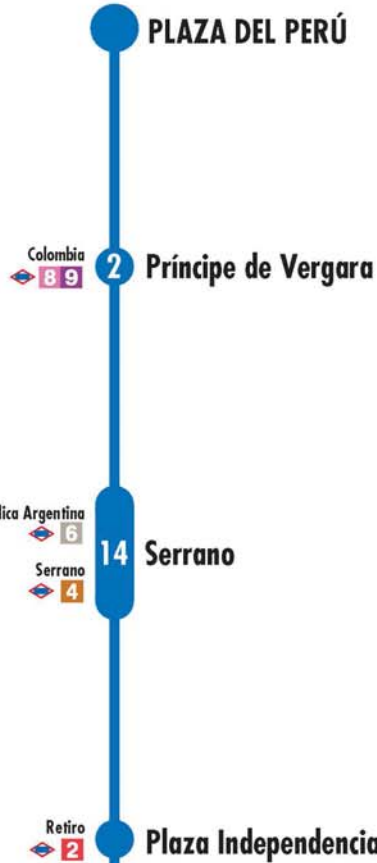 PLAZA DEL PERÚ
Colombia
8 9
2
Príncipe de Vergara
Argentina
6
14
Serrano
Serrano
4
Retiro
2
Plaza Independencia